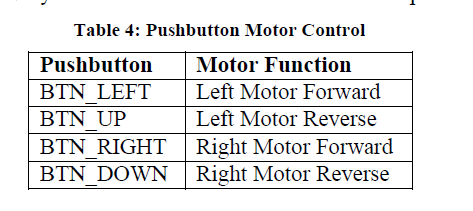 Table 4: Pushbutton Motor Control
Pushbutton Motor Function
BTN_LEFT Left Motor Forward
BTN_UP Left Motor Reverse
BTN_RIGHT Right Motor Forward
BTN_DOWN Right Motor Reverse